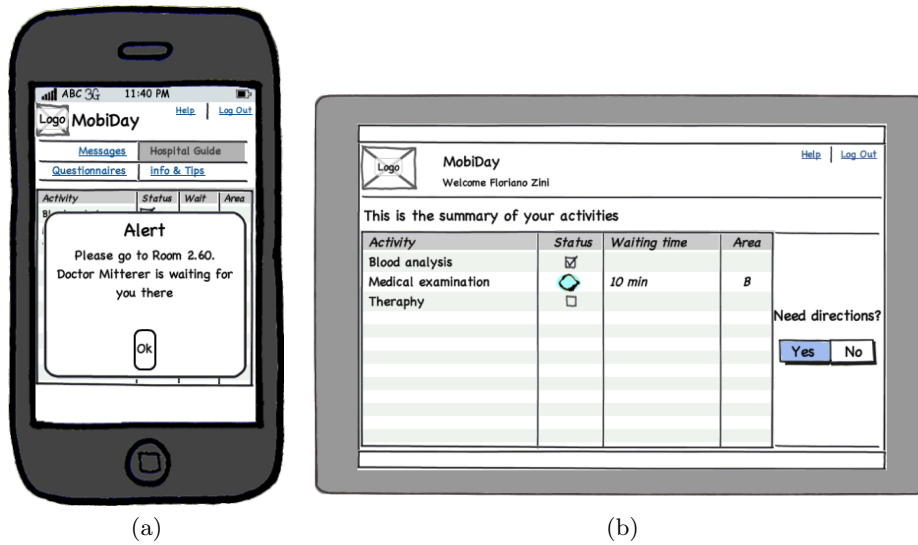 ABC 3G 11:40 PM
Logo MobiDay Help Log Out
Messages Hospital Guide
Questionnaires info & Tips
Activity Status Wait Area
Alert
Please go to Room 2.60.
Doctor Mitterer is waiting for
you there
Ok
(a)
Logo MobiDay Help Log Out
Welcome Floriano Zini
This is the summary of your activities
Activity Status Waiting time Area
Blood analysis
Medical examination 10 min B
Theraphy
Need directions?
Yes No
(b)